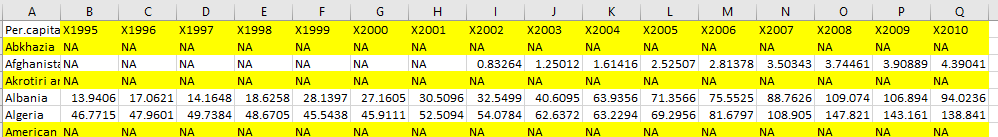 A B C D E F G H I J K L M N O P Q
Per.capita X1995 X1996 X1997 X1998 X1999 X2000 X2001 X2002 X2003 X2004 X2005 X2006 X2007 X2008 X2009 X2010
Abkhazia NA NA NA NA NA NA NA NA NA NA NA NA NA NA NA NA
Afghanista NA NA NA NA NA NA NA 0.83264 1.25012 1.61416 2.52507 2.81378 3.50343 3.74461 3.90889 4.39041
Akrotiri ar NA NA NA NA NA NA NA NA NA NA NA NA NA NA NA NA
Albania 13.9406 17.0621 14.1648 18.6258 28.1397 27.1605 30.5096 32.5499 40.6095 63.9356 71.3566 75.5525 88.7626 109.074 106.894 94.0236
Algeria 46.7715 47.9601 49.7384 48.6705 45.5438 45.9111 52.5094 54.0784 62.6372 63.2294 69.2956 81.6797 108.905 147.821 143.161 138.841
American NA NA NA NA NA NA NA NA NA NA NA NA NA NA NA NA